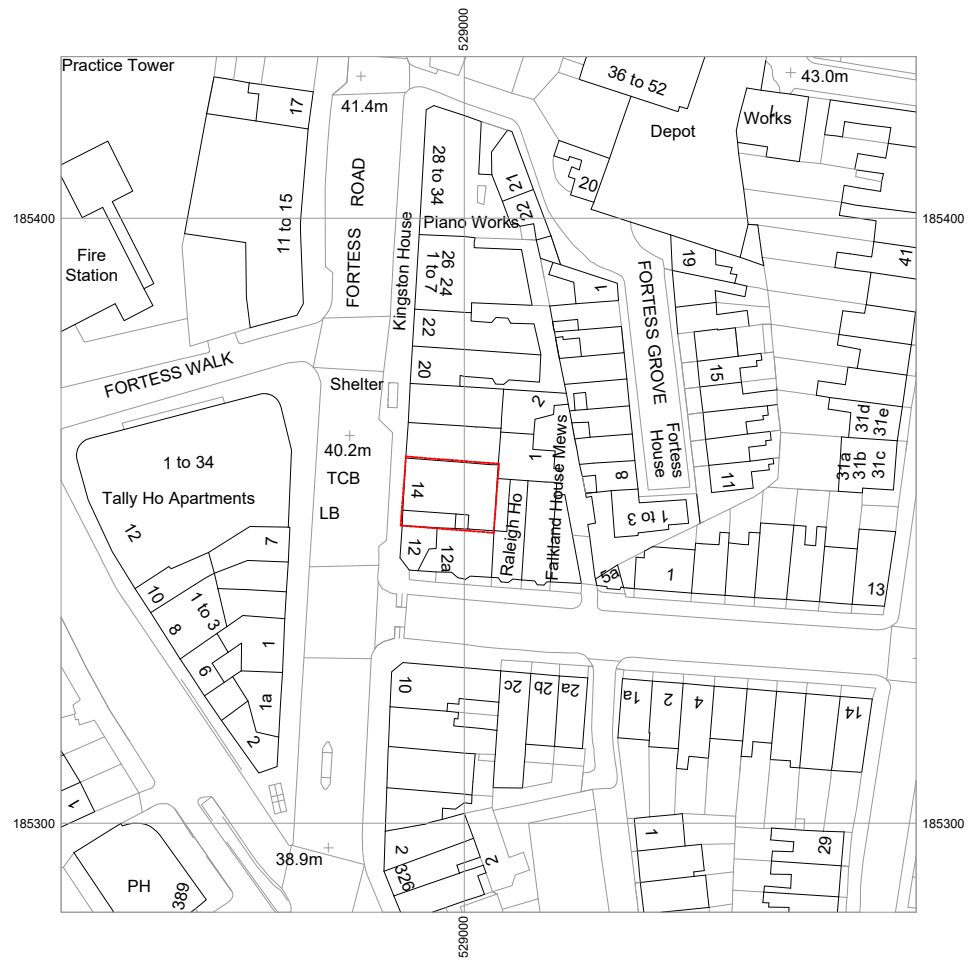 529000
Practice Tower
36 to 52
43.0m
17
41.4m
Works
Depot
28 to 34
ROAD
21
20
22
185400
185400
11 to 15
Piano Works
Kingston House
Fire
Station
FORTESS
26 24
1 to 7
19
41
1
FORTESS GROVE
22
20
15
FORTESS WALK
Shelter
2
31d
31e
40.2m
1 to 34
TCB
Tally Ho Apartments
LB
14
1
Falkland House Mews
Fortess
House
8
11
31a
31b
31c
12
7
12
12a
Raleigh Ho
1 to 3
5a
1
13
10
8
1 to 3
6
1
1a
2
10
2c
2b
2a
1a
2
4
14
1
185300
185300
38.9m
PH
389
2
326
2
1
29
529000